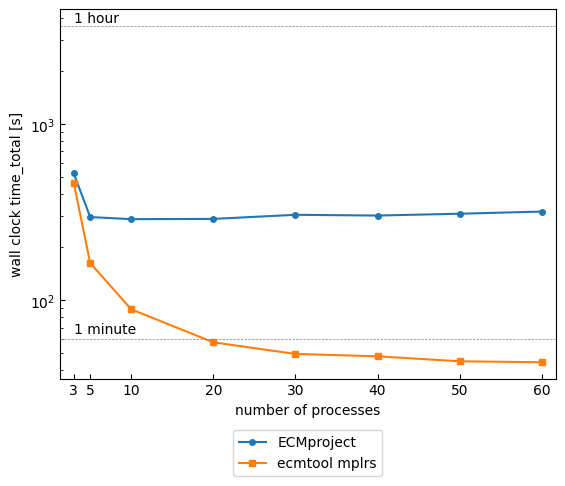 1 hour
10³
wall clock time_total [s]
10²
1 minute
3 5 10 20 30 40 50 60
number of processes
ECMproject
ecmtool mplrs